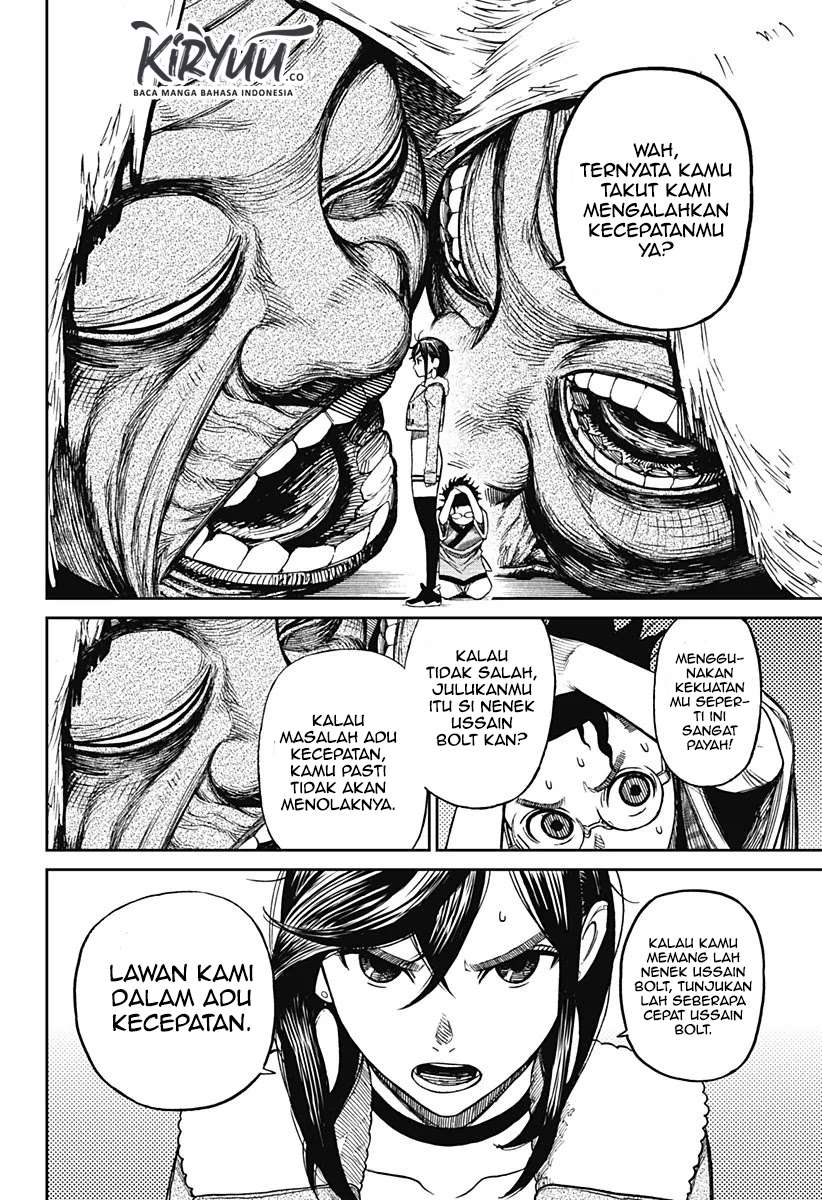 KIRYUU.CO
BACA MANGA BAHASA INDONESIA
WAH,
TERNYATA KAMU
TAKUT KAMI
MENGALAHKAN
KECEPATANMU
YA?
MENGGU-
NAKAN
KEKUATAN
MU SEPER-
TI INI
SANGAT
PAYAH!
KALAU
TIDAK SALAH,
JULUKANMU
ITU SI NENEK
USSAIN
BOLT KAN?
KALAU
MASALAH ADU
KECEPATAN,
KAMU PASTI
TIDAK AKAN
MENOLAKNYA.
KALAU KAMU
MEMANG LAH
NENEK USSAIN
BOLT, TUNJUKAN
LAH SEBERAPA
CEPAT USSAIN
BOLT.
LAWAN KAMI
DALAM ADU
KECEPATAN.